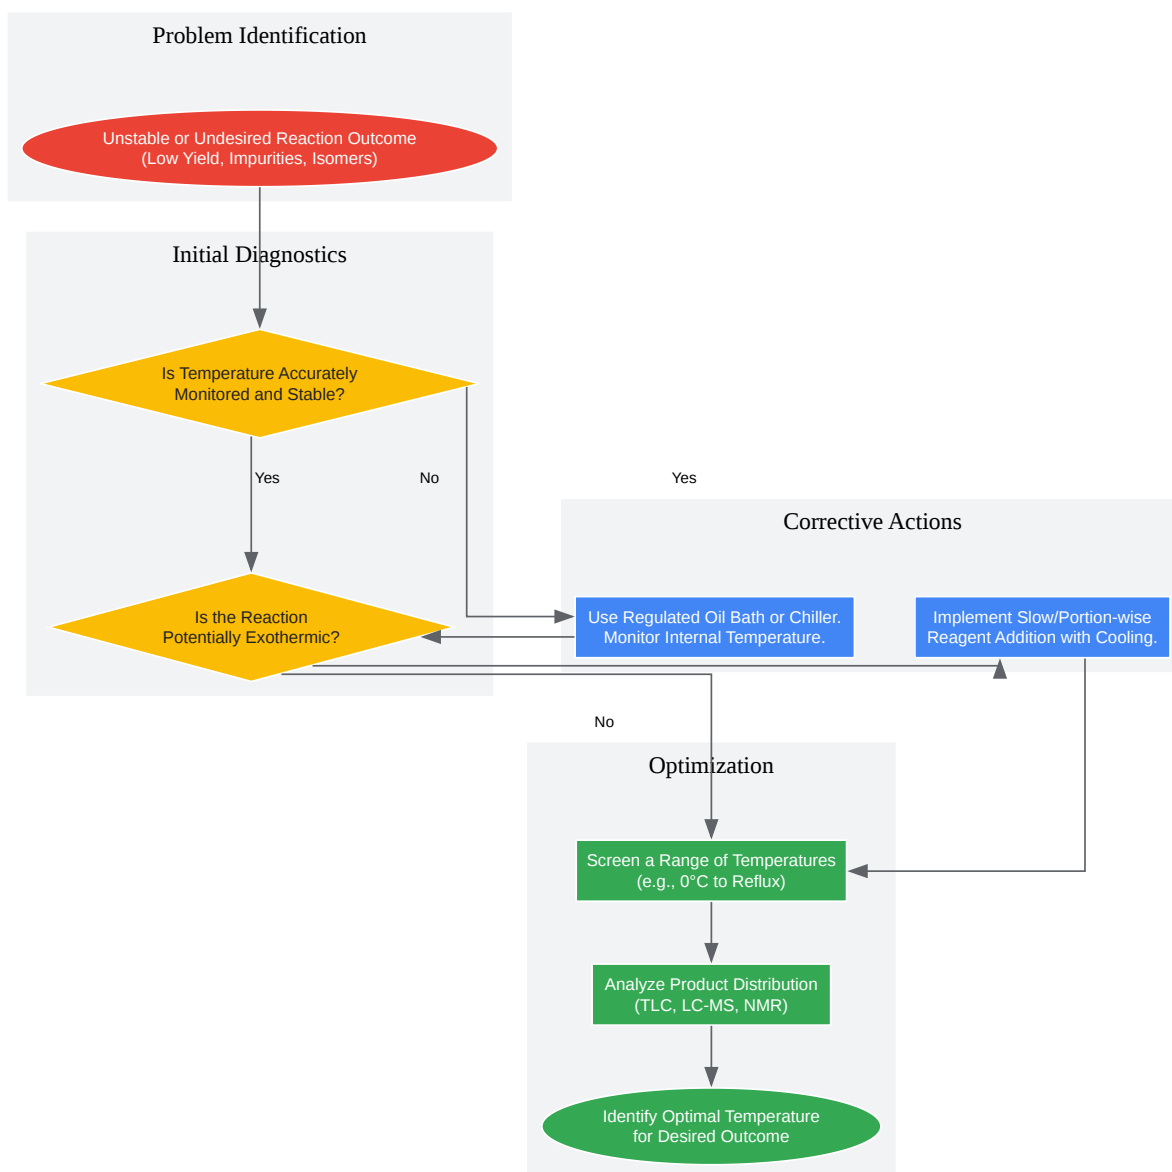 Problem Identification
Unstable or Undesired Reaction Outcome
(Low Yield, Impurities, Isomers)
Initial Diagnostics
Is Temperature Accurately
Monitored and Stable?
Yes
No
Yes
Corrective Actions
Is the Reaction
Potentially Exothermic?
Use Regulated Oil Bath or Chiller.
Monitor Internal Temperature.
Implement Slow/Portion-wise
Reagent Addition with Cooling.
No
Optimization
Screen a Range of Temperatures
(e.g., 0°C to Reflux)
Analyze Product Distribution
(TLC, LC-MS, NMR)
Identify Optimal Temperature
for Desired Outcome